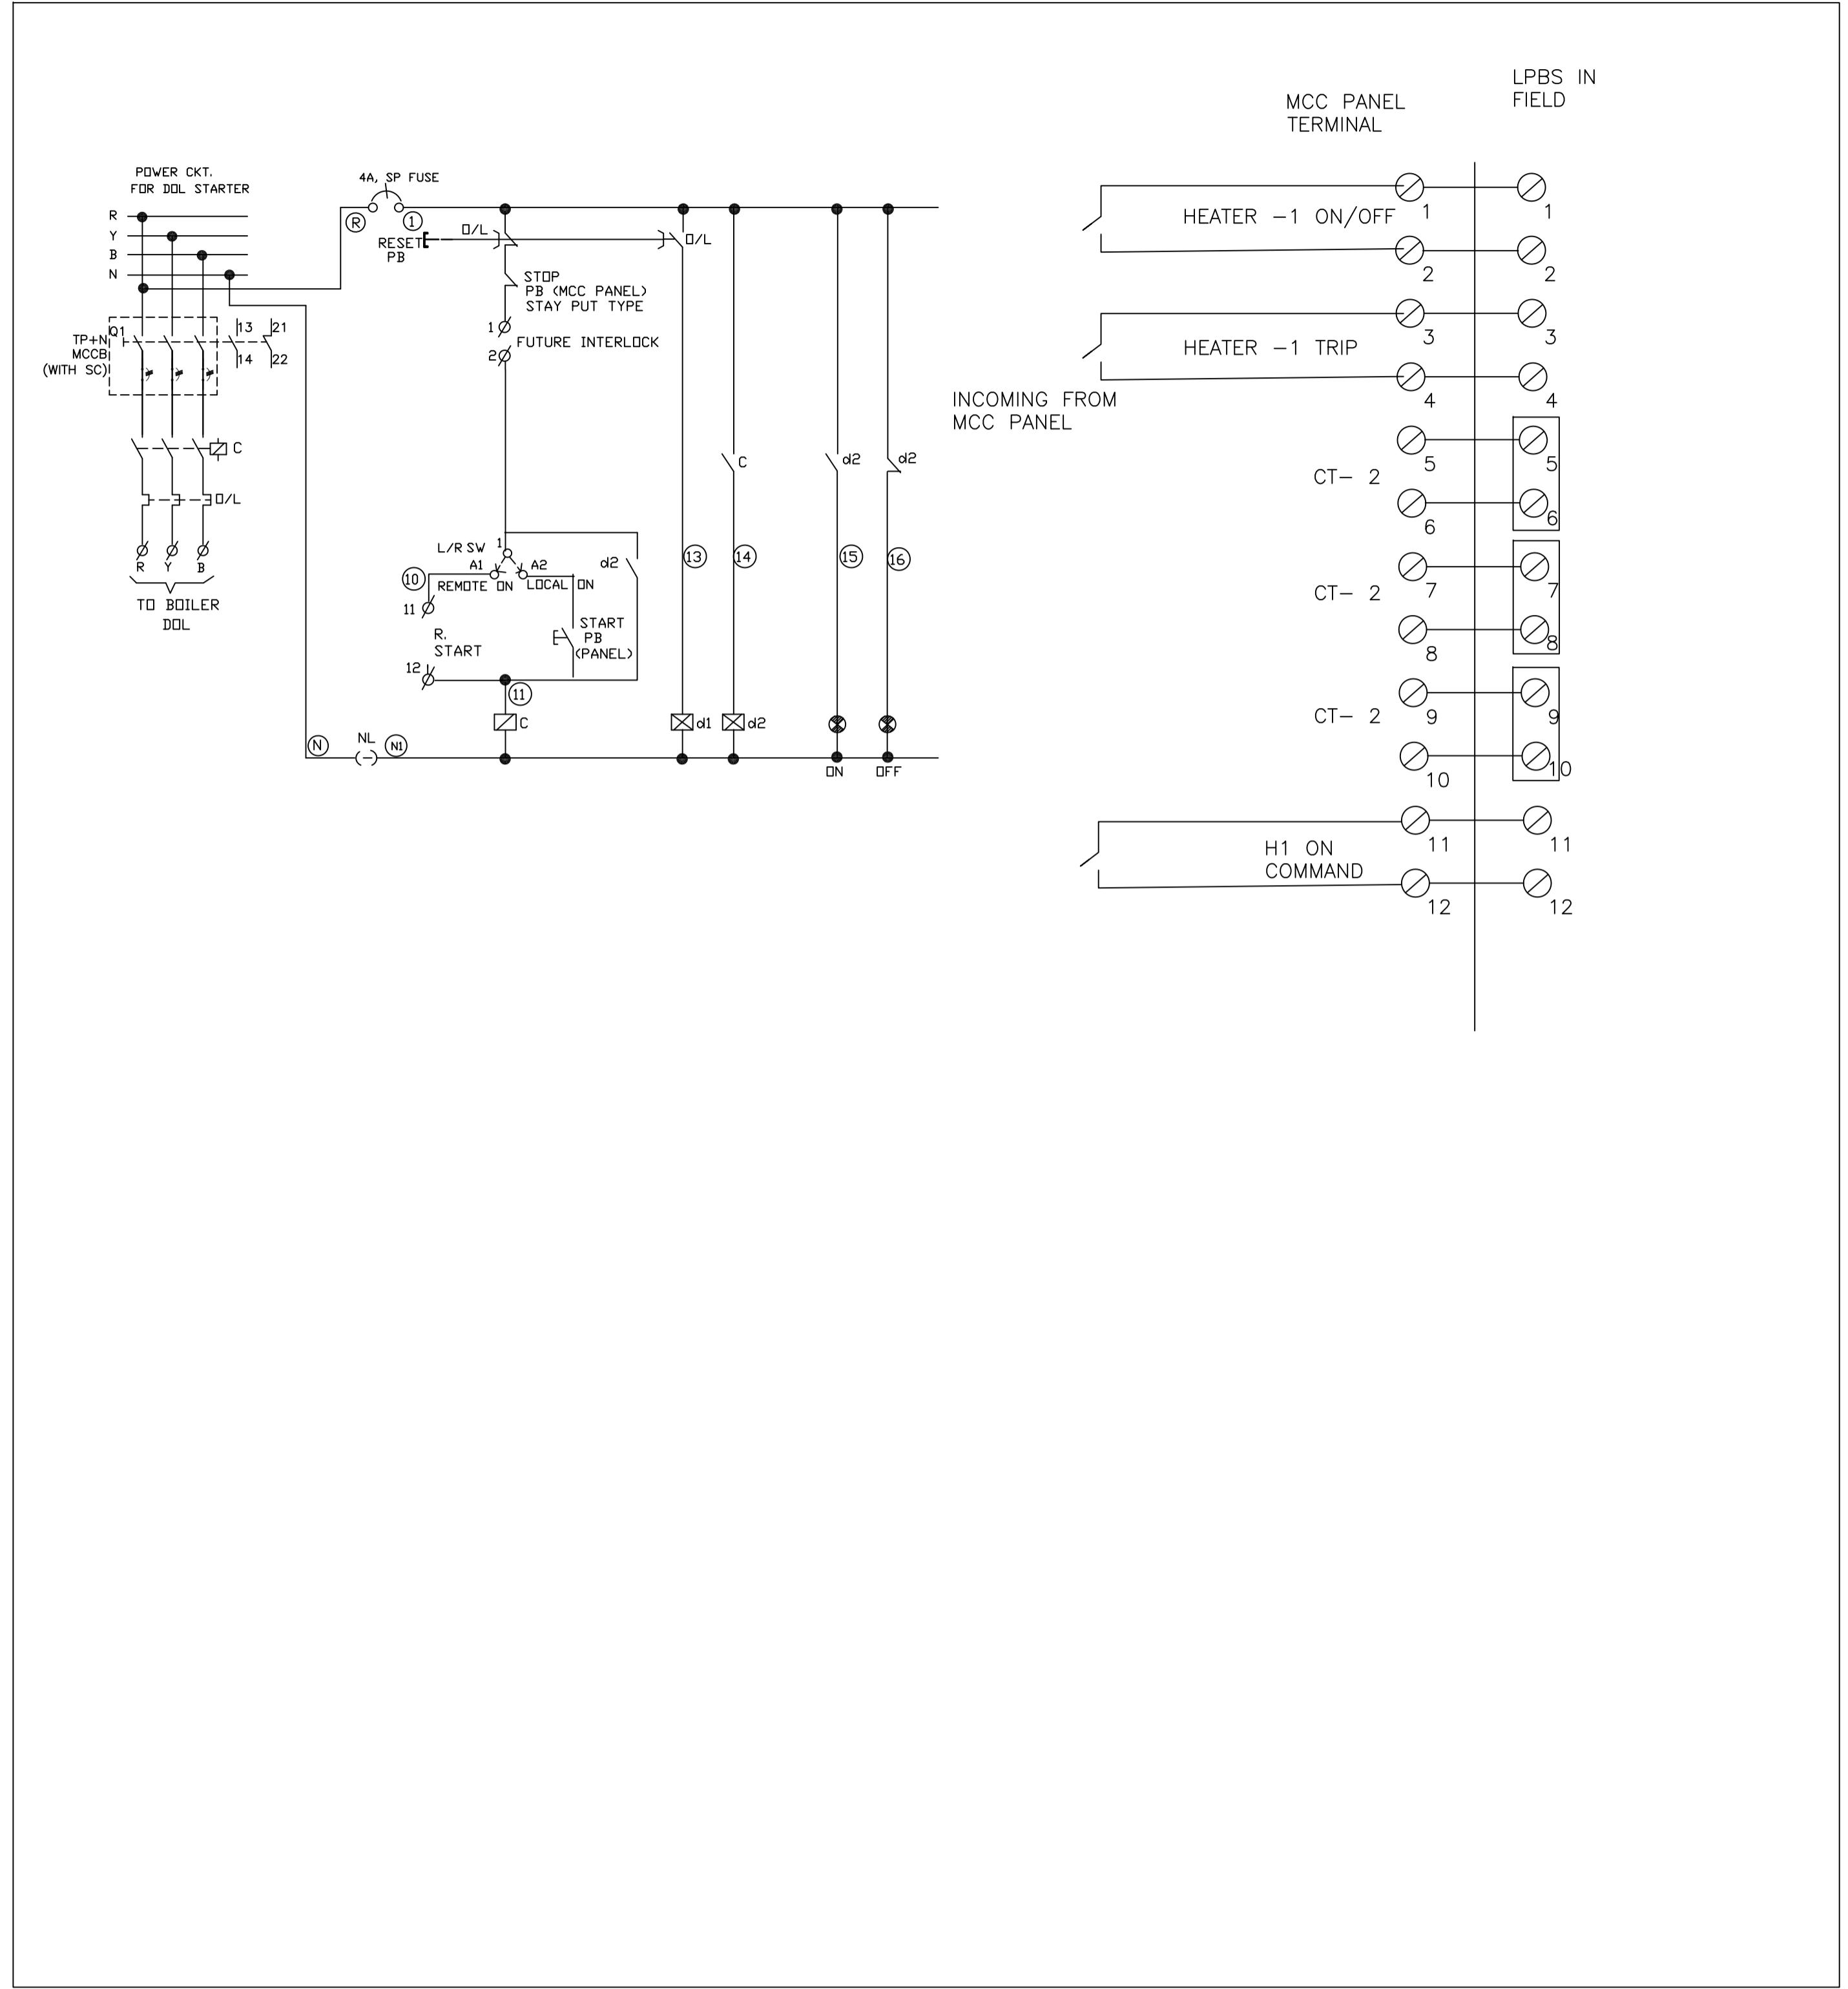 LPBS IN
FIELD
MCC PANEL
TERMINAL
POWER CKT.
FOR DOL STARTER
R
Y
B
N
Q1
TP+N
MCCB
(WITH SC)
13
14
21
22
C
O/L
R Y B
TO BOILER
DOL
4A, SP FUSE
R
1
RESET
PB
O/L
O/L
STOP
PB (MCC PANEL)
STAY PUT TYPE
1
FUTURE INTERLOCK
2
L/R SW
1
A1
A2
REMOTE ON
LOCAL ON
10
11
R.
START
12
START
PB
(PANEL)
d2
11
C
13
d1
C
14
d2
d2
15
ON
d2
16
OFF
N
NL
N1
INCOMING FROM
MCC PANEL
HEATER -1 ON/OFF
1 1
2 2
HEATER -1 TRIP
3 3
4 4
CT- 2
5 5
6 6
CT- 2
7 7
8 8
CT- 2
9 9
10 10
H1 ON
COMMAND
11 11
12 12